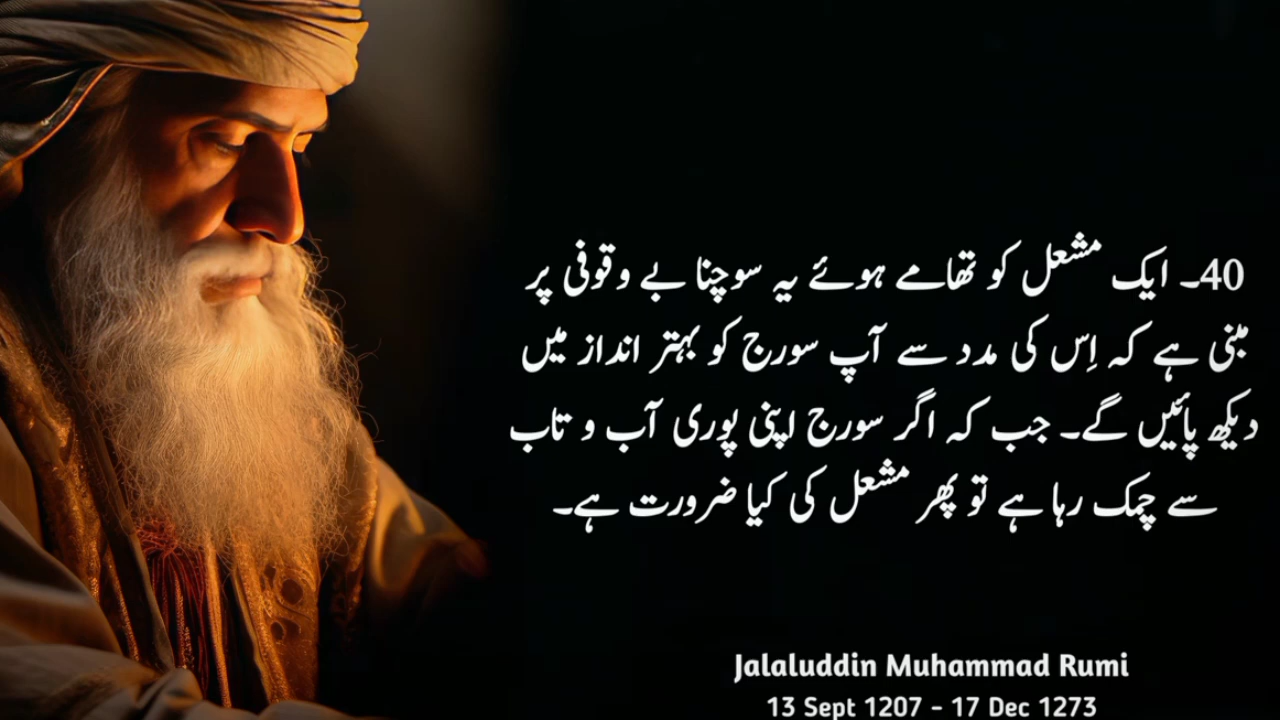 40۔ ایک مشعل کو تھامے ہوئے یہ سوچنا بے وقوفی پر
مبنی ہے کہ اِس کی مدد سے آپ سورج کو بہتر انداز میں
دیکھ پائیں گے۔ جب کہ اگر سورج اپنی پوری آب و تاب
سے چمک رہا ہے تو پھر مشعل کی کیا ضرورت ہے۔
Jalaluddin Muhammad Rumi
13 Sept 1207 - 17 Dec 1273